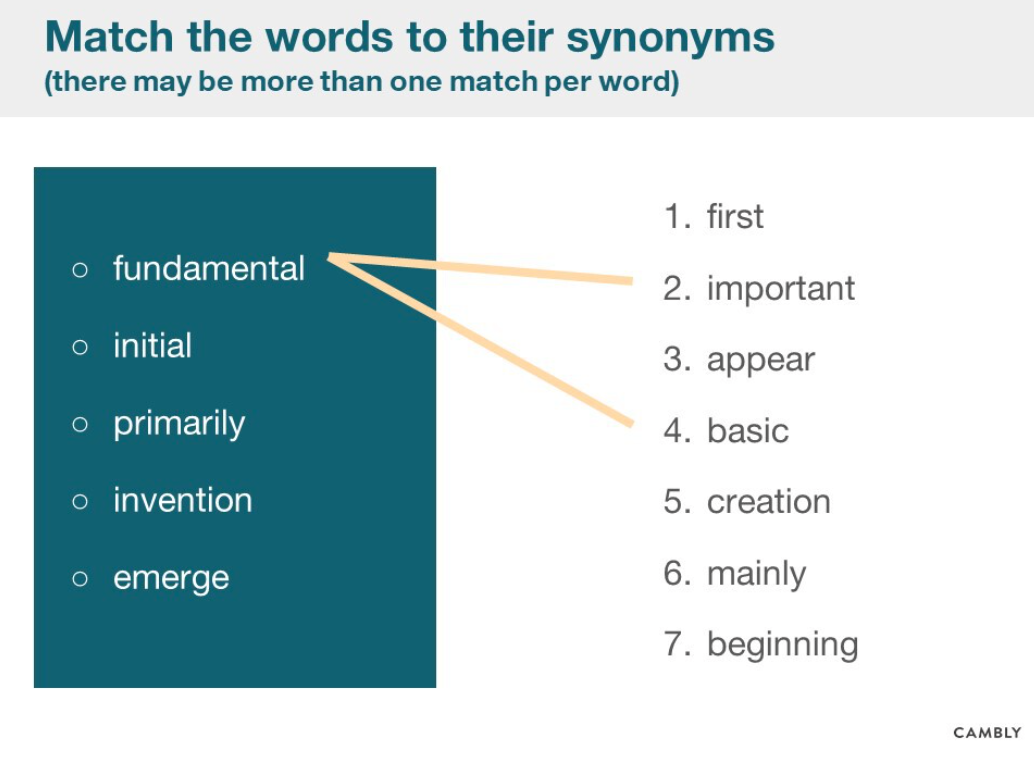 Match the words to their synonyms
(there may be more than one match per word)
○ fundamental
○ initial
○ primarily
○ invention
○ emerge
1. first
2. important
3. appear
4. basic
5. creation
6. mainly
7. beginning
CAMBLY